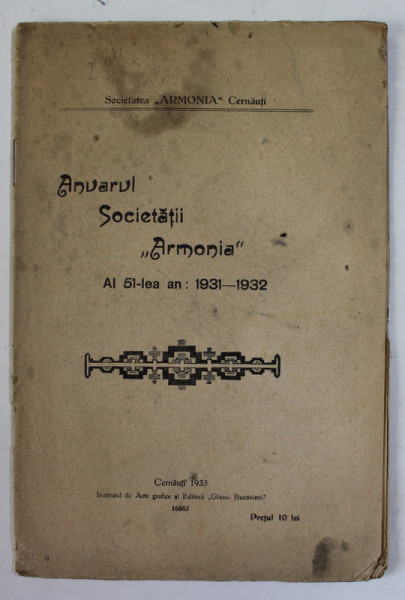 Societatea „ARMONIA“ Cernăuți
Anuarul
Societății
„Armonia“
Al 51-lea an: 1931—1932
Cernăuți 1933
Institutul de Arte grafice și Editură „Glasul Bucovinei“
Prețul 10 lei